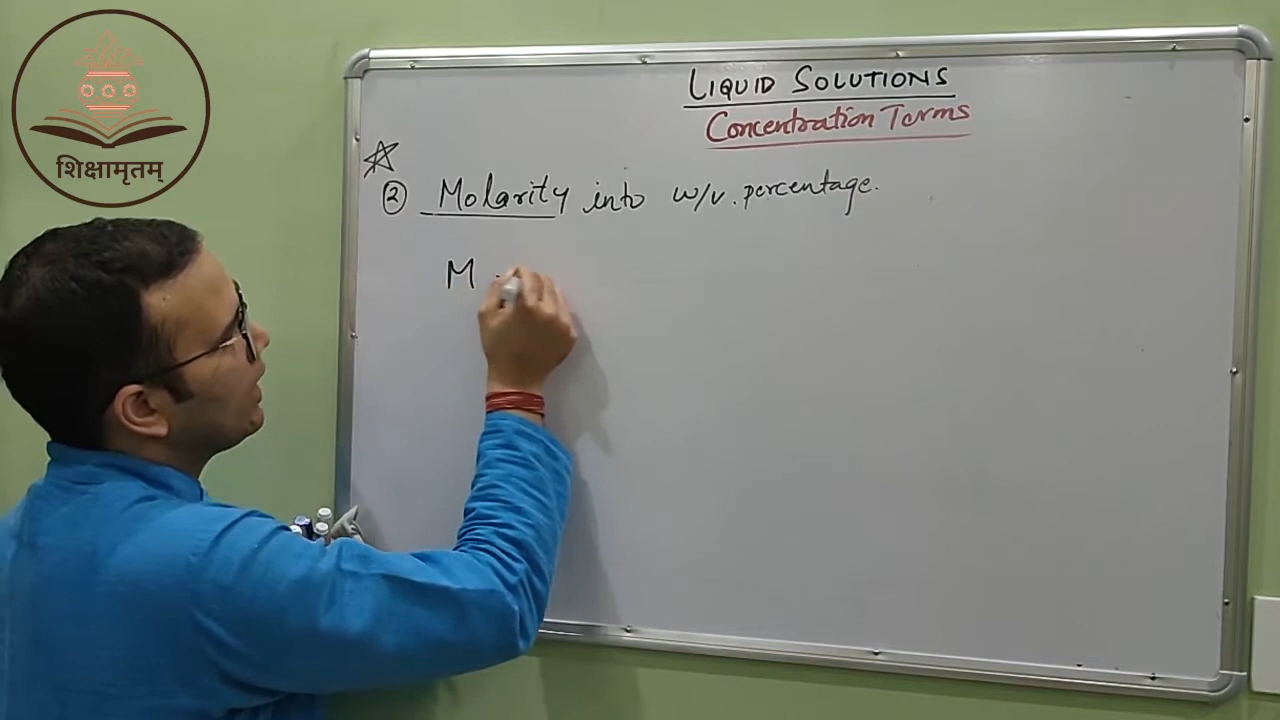 शिक्षामृतम्
LIQUID SOLUTIONS
Concentration Terms
② Molarity into w/v. percentage.
M